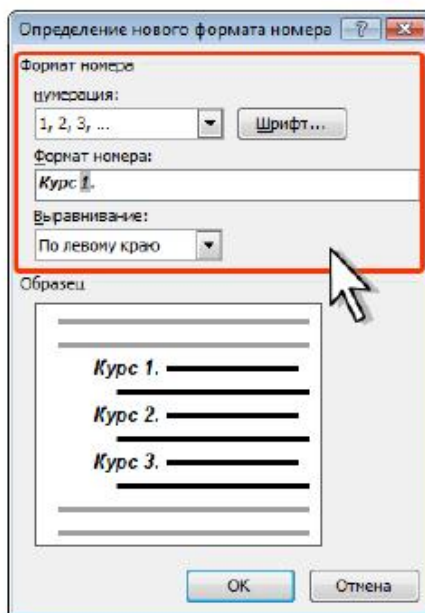 Определение нового формата номера
Формат номера
нумерация:
1, 2, 3, ...
Шрифт...
Формат номера:
Курс 1.
Выравнивание:
По левому краю
Образец
Курс 1.
Курс 2.
Курс 3.
ОК
Отмена